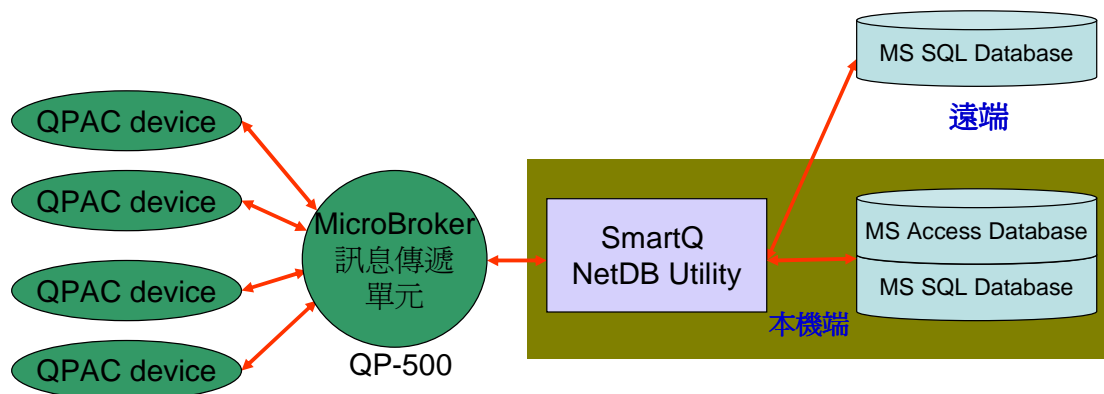 QPAC device
QPAC device
QPAC device
QPAC device
MicroBroker
訊息傳遞
單元
QP-500
SmartQ
NetDB Utility
MS SQL Database
遠端
MS Access Database
MS SQL Database
本機端